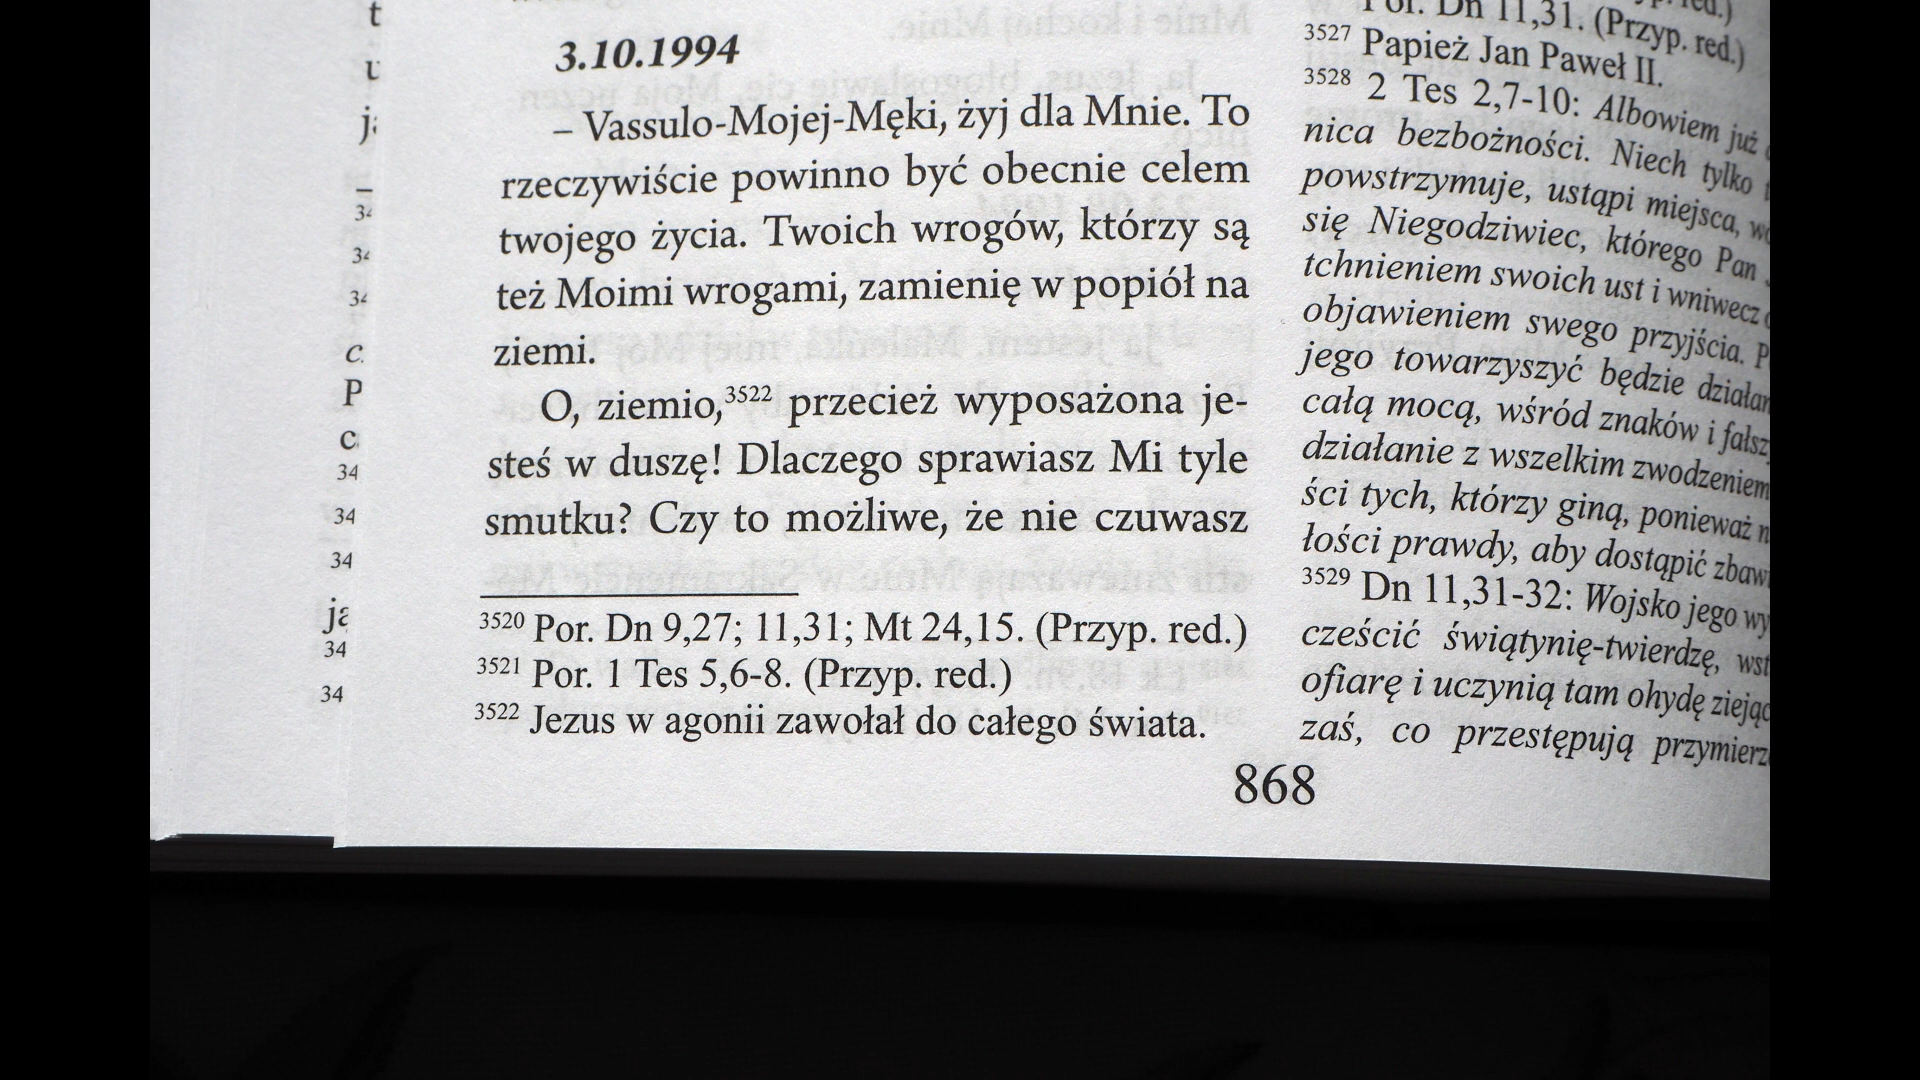 3.10.1994
– Vassulo-Mojej-Męki, żyj dla Mnie. To
rzeczywiście powinno być obecnie celem
twojego życia. Twoich wrogów, którzy są
też Moimi wrogami, zamienię w popiół na
ziemi.
O, ziemio,3522 przecież wyposażona je-
steś w duszę! Dlaczego sprawiasz Mi tyle
smutku? Czy to możliwe, że nie czuwasz
3520 Por. Dn 9,27; 11,31; Mt 24,15. (Przyp. red.)
3521 Por. 1 Tes 5,6-8. (Przyp. red.)
3522 Jezus w agonii zawołał do całego świata.
Por. Dn 11,31. (Przyp. red.)
3527 Papież Jan Paweł II.
3528 2 Tes 2,7-10: Albowiem już
nica bezbożności. Niech tylko
powstrzymuje, ustąpi miejsca,
się Niegodziwiec, którego Pan
tchnieniem swoich ust i wniwecz
objawieniem swego przyjścia.
jego towarzyszyć będzie
całą mocą, wśród znaków i
działanie z wszelkim zwodzeniem
ści tych, którzy giną, ponieważ
łości prawdy, aby dostąpić
3529 Dn 11,31-32: Wojsko jego
cześcić świątynię-twierdzę,
ofiarę i uczynią tam ohydę
zaś, co przestępują
868